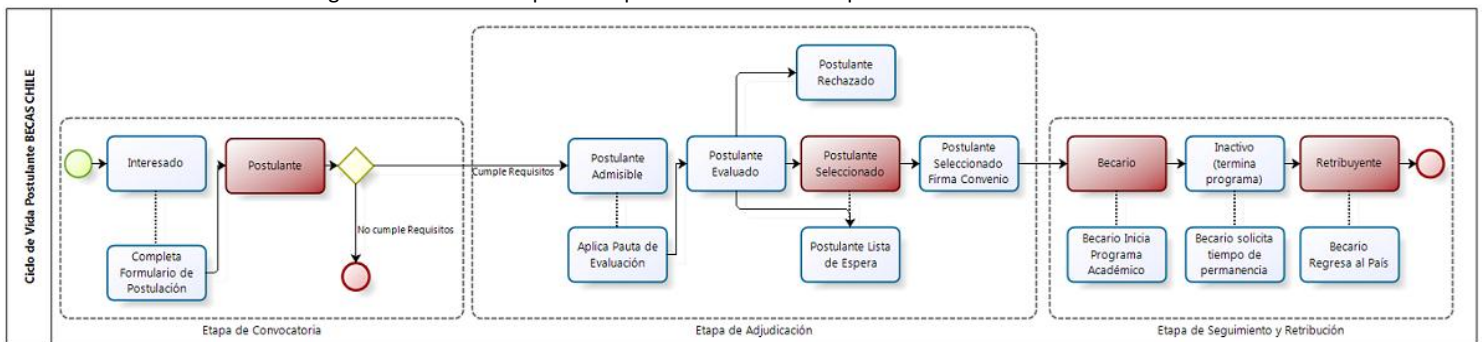 Ciclo de Vida Postulante BECAS CHILE
Interesado
Completa
Formulario de
Postulación
Postulante
No cumple Requisitos
Etapa de Convocatoria
Cumple Requisitos
Postulante
Admisible
Aplica Pauta de
Evaluación
Postulante
Evaluado
Postulante
Rechazado
Postulante
Seleccionado
Postulante Lista
de Espera
Postulante
Seleccionado
Firma Convenio
Etapa de Adjudicación
Becario
Becario Inicia
Programa
Académico
Inactivo
(termina
programa)
Becario solicita
tiempo de
permanencia
Retribuyente
Becario
Regresa al País
Etapa de Seguimiento y Retribución